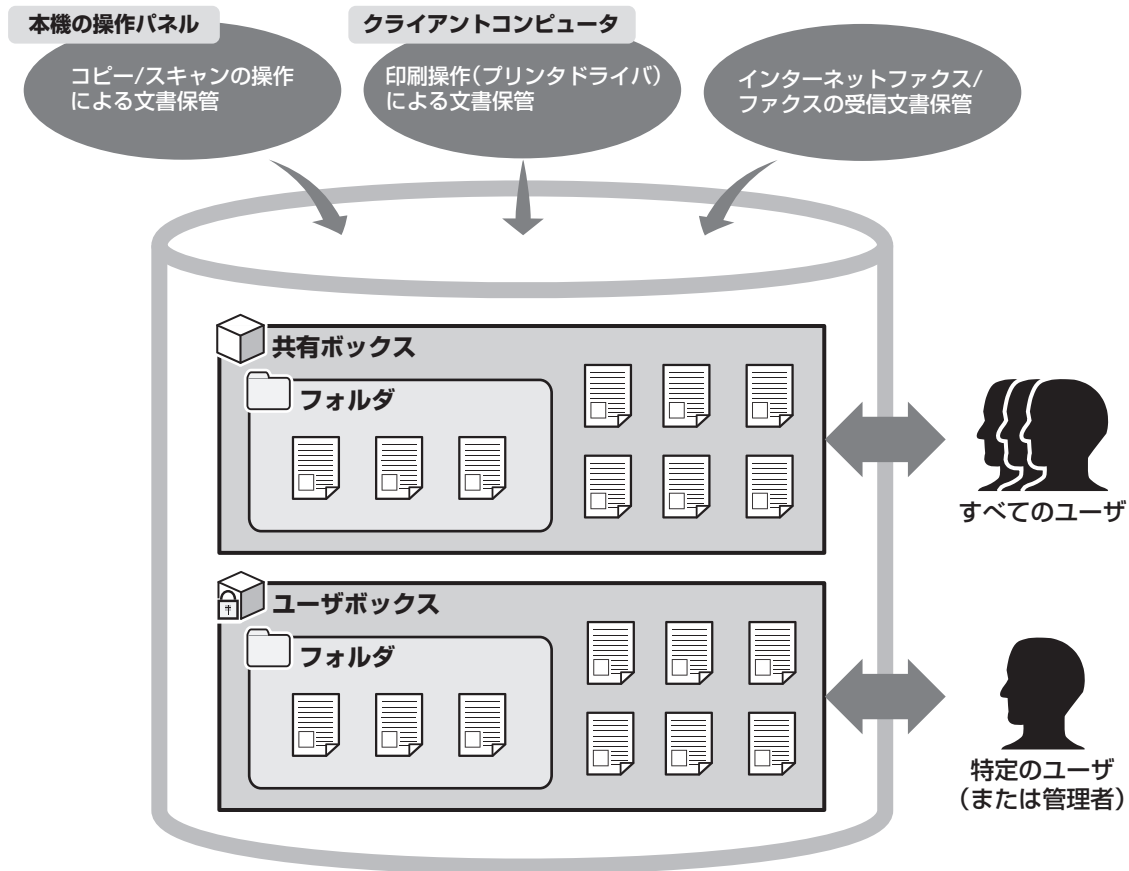 本機の操作パネル
クライアントコンピュータ
コピー/スキャンの操作
による文書保管
印刷操作(プリンタドライバ)
による文書保管
インターネットファクス/
ファクスの受信文書保管
共有ボックス
フォルダ
すべてのユーザ
ユーザボックス
フォルダ
特定のユーザ
(または管理者)